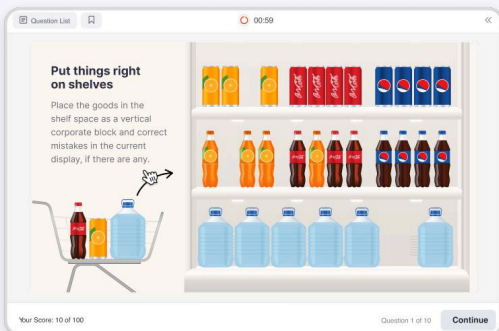 Question List
00:59
Put things right
on shelves
Place the goods in the
shelf space as a vertical
corporate block and correct
mistakes in the current
display, if there are any.
Your Score: 10 of 100
Question 1 of 10
Continue